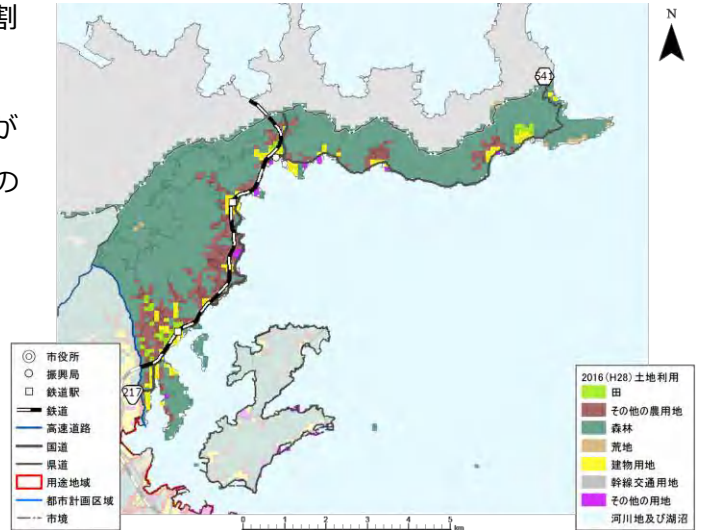 割
が
の
N
541
217
市役所
振興局
鉄道駅
鉄道
高速道路
国道
県道
用途地域
都市計画区域
市境
2016(H28)土地利用
田
その他の農用地
森林
荒地
建物用地
幹線交通用地
その他の用地
河川地及び湖沼
0 1 2 3 4 5
km